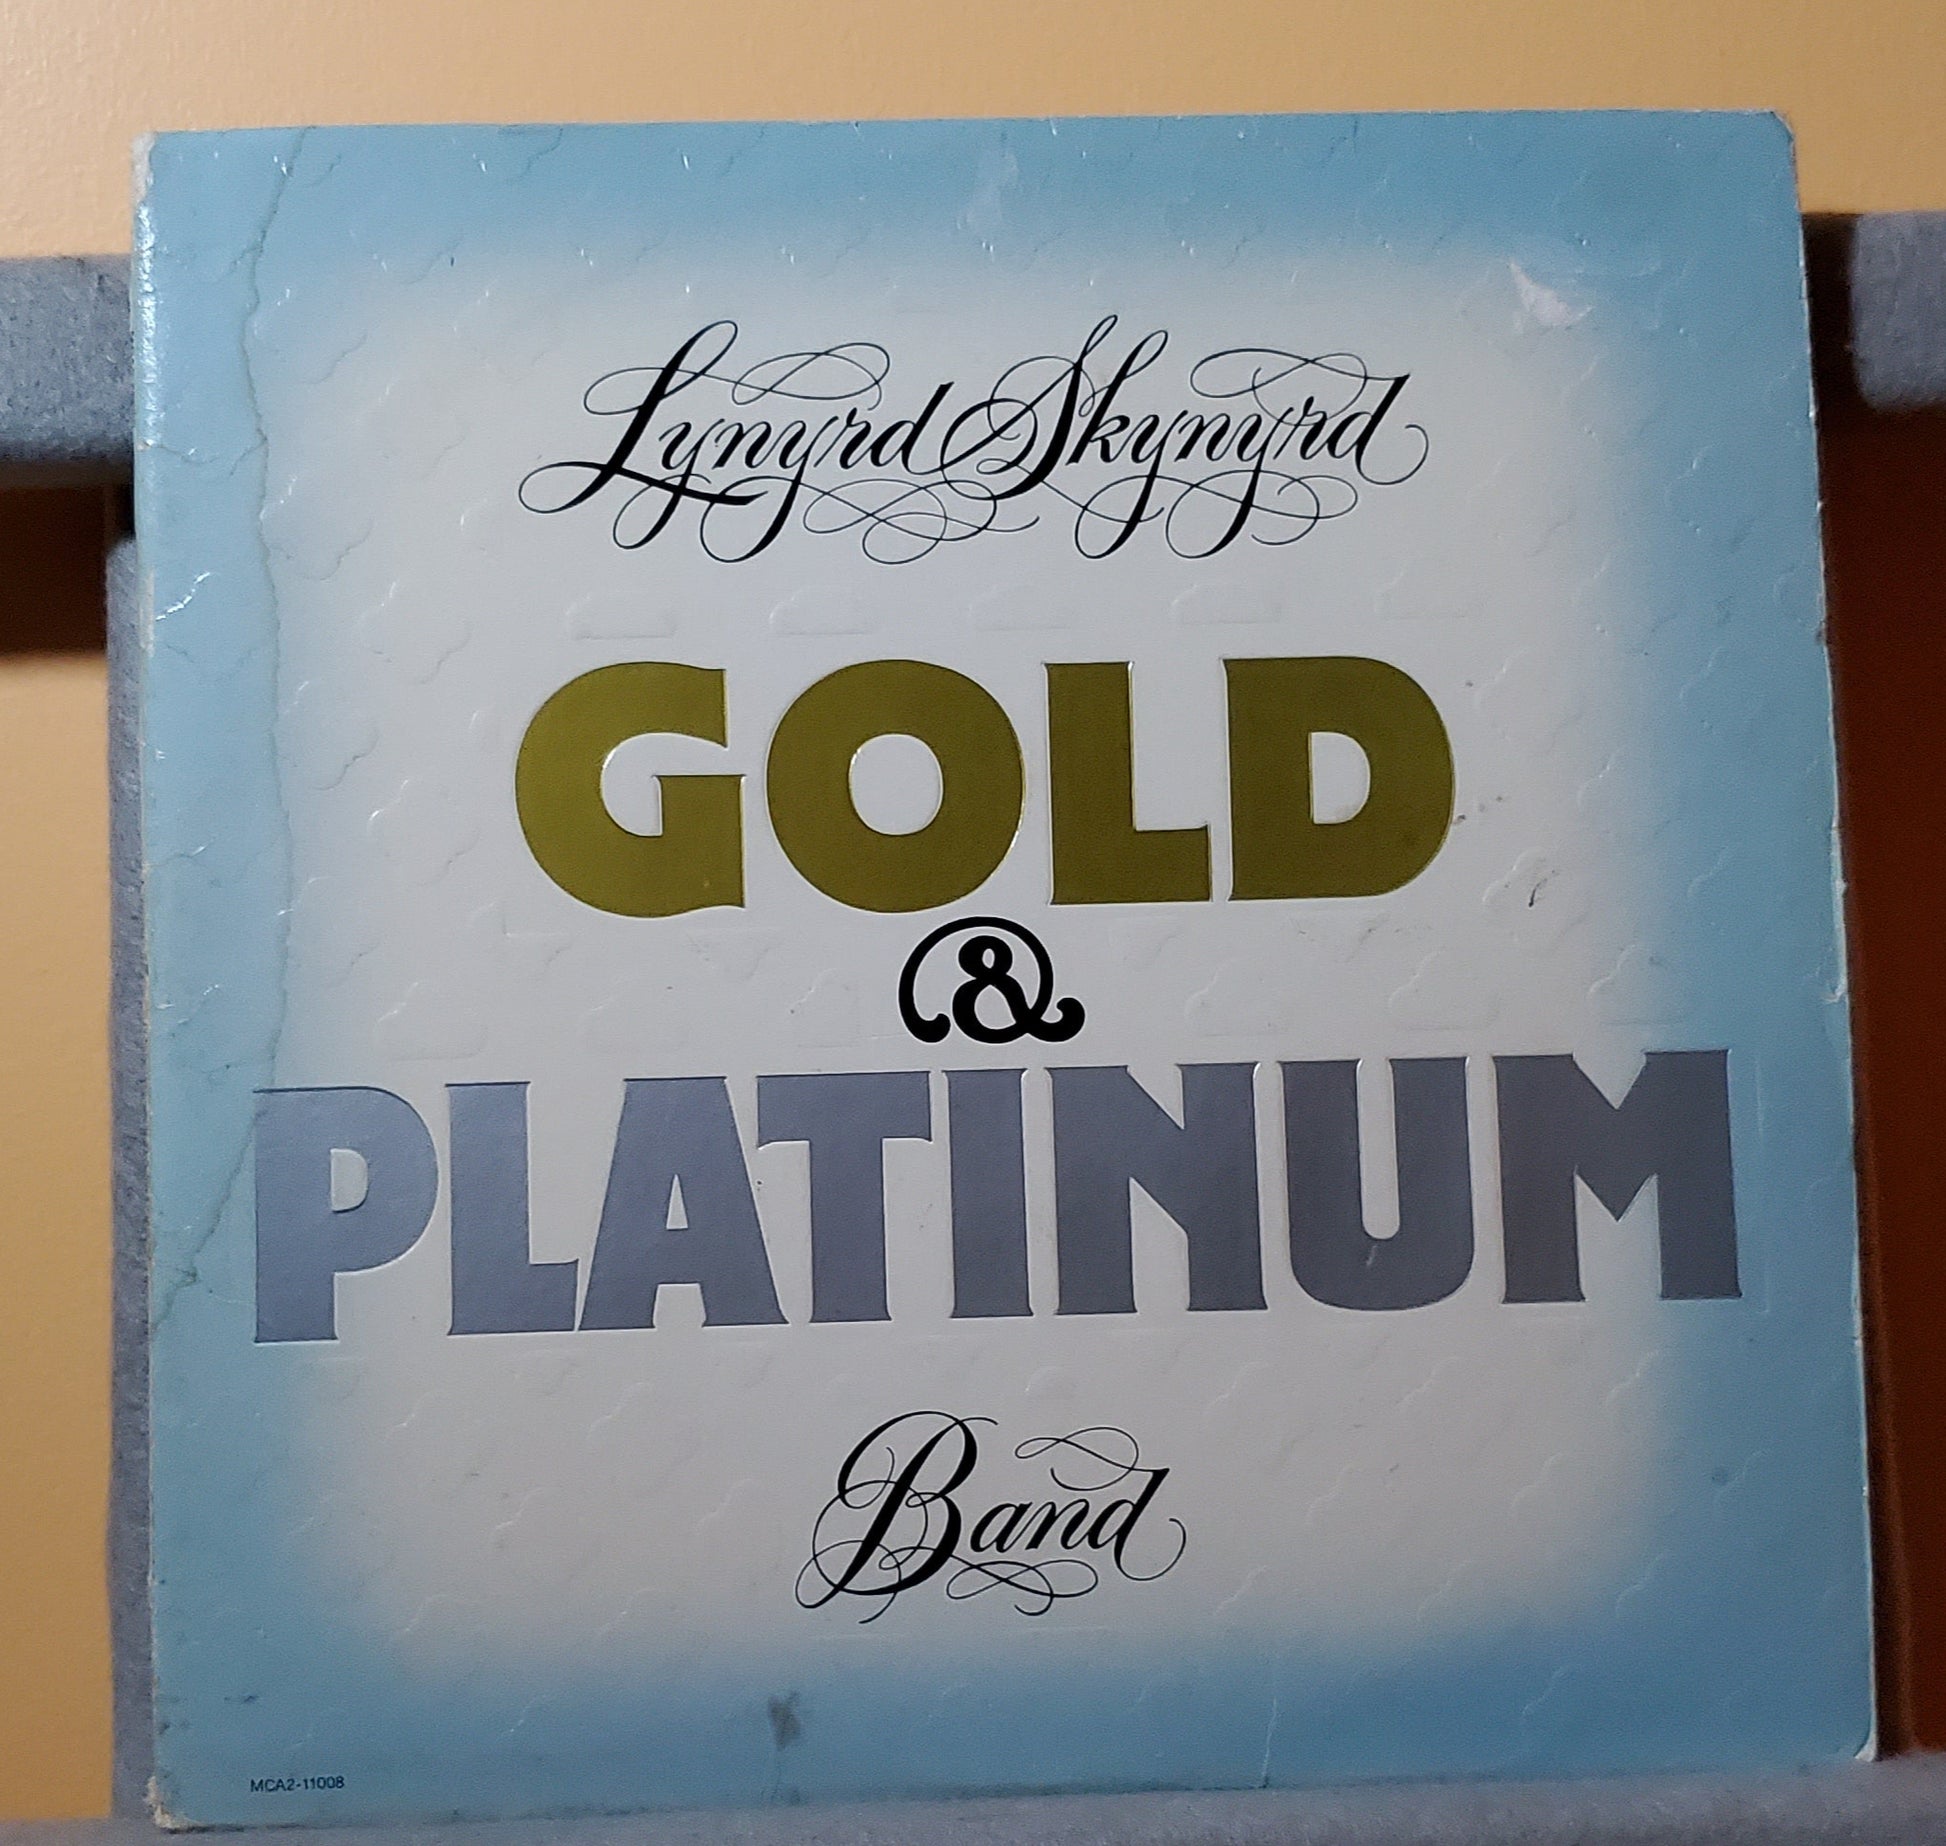 Lynyrd Skynyrd
GOLD
&
PLATINUM
Band
MCA2-11008